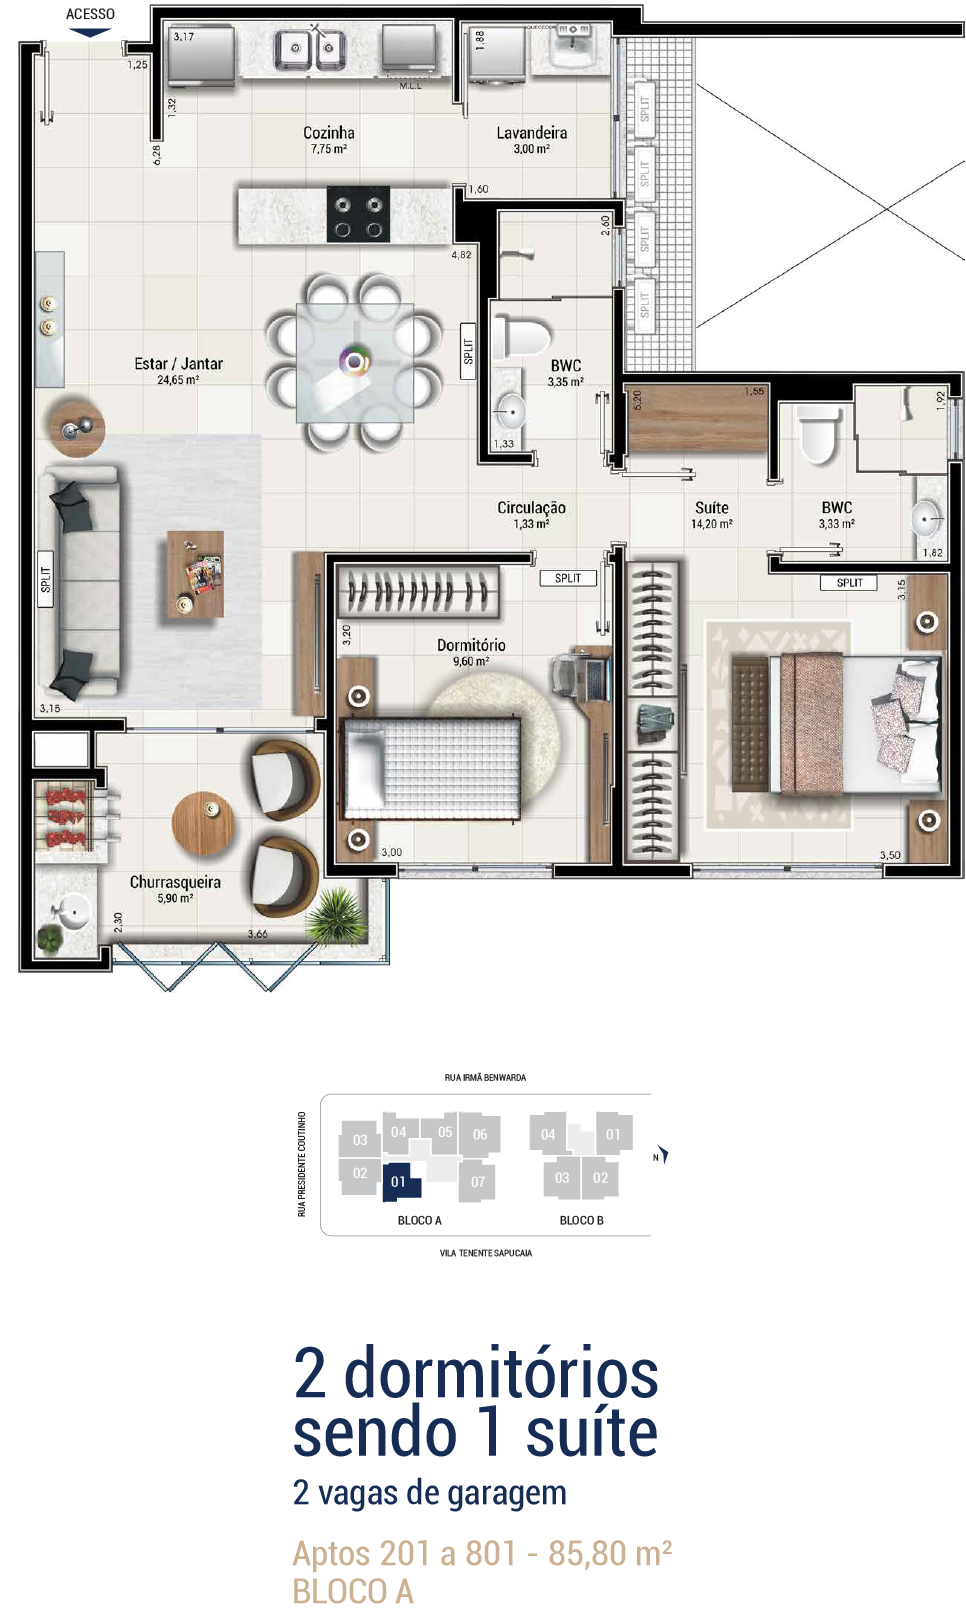 ACESSO
3,17
1,88
AQUECEDOR
1,25
M.L.L
1,32
SPLIT
Cozinha
7,75 m²
Lavandeira
3,00 m²
6,28
SPLIT
1,60
2,60
SPLIT
4,82
SPLIT
SPLIT
Estar / Jantar
24,65 m²
BWC
3,35 m²
5,20
1,55
1,92
1,33
Circulação
1,33 m²
Suíte
14,20 m²
BWC
3,33 m²
1,82
SPLIT
SPLIT
SPLIT
3,15
3,20
Dormitório
9,60 m²
3,15
3,00
3,50
Churrasqueira
5,90 m²
2,30
3,66
RUA IRMÃ BENWARDA
RUA PRESIDENTE COUTINHO
03
04
05
06
04
01
02
01
07
03
02
N
BLOCO A
BLOCO B
VILA TENENTE SAPUCAIA
2 dormitórios
sendo 1 suíte
2 vagas de garagem
Aptos 201 a 801 - 85,80 m²
BLOCO A